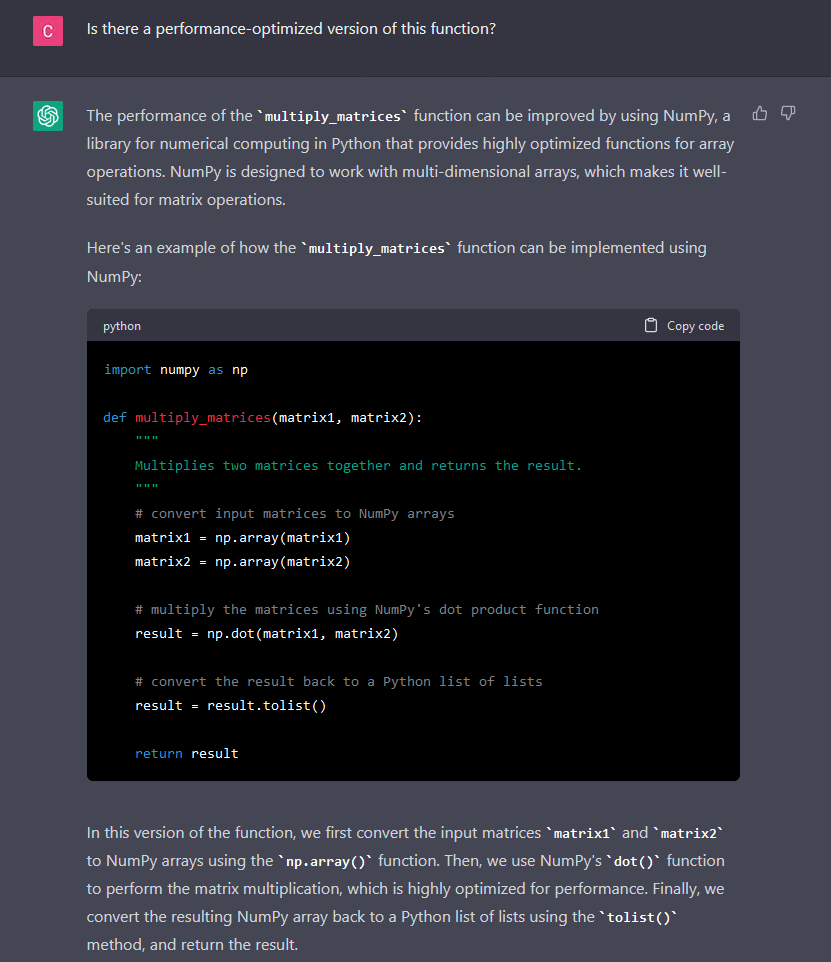 C
Is there a performance-optimized version of this function?
The performance of the `multiply_matrices` function can be improved by using NumPy, a
library for numerical computing in Python that provides highly optimized functions for array
operations. NumPy is designed to work with multi-dimensional arrays, which makes it well-
suited for matrix operations.
Here's an example of how the `multiply_matrices` function can be implemented using
NumPy:
python
Copy code
import numpy as np
def multiply_matrices(matrix1, matrix2):
    """
    Multiplies two matrices together and returns the result.
    """
    # convert input matrices to NumPy arrays
    matrix1 = np.array(matrix1)
    matrix2 = np.array(matrix2)
    # multiply the matrices using NumPy's dot product function
    result = np.dot(matrix1, matrix2)
    # convert the result back to a Python list of lists
    result = result.tolist()
    return result
In this version of the function, we first convert the input matrices `matrix1` and `matrix2`
to NumPy arrays using the `np.array()` function. Then, we use NumPy's `dot()` function
to perform the matrix multiplication, which is highly optimized for performance. Finally, we
convert the resulting NumPy array back to a Python list of lists using the `tolist()`
method, and return the result.